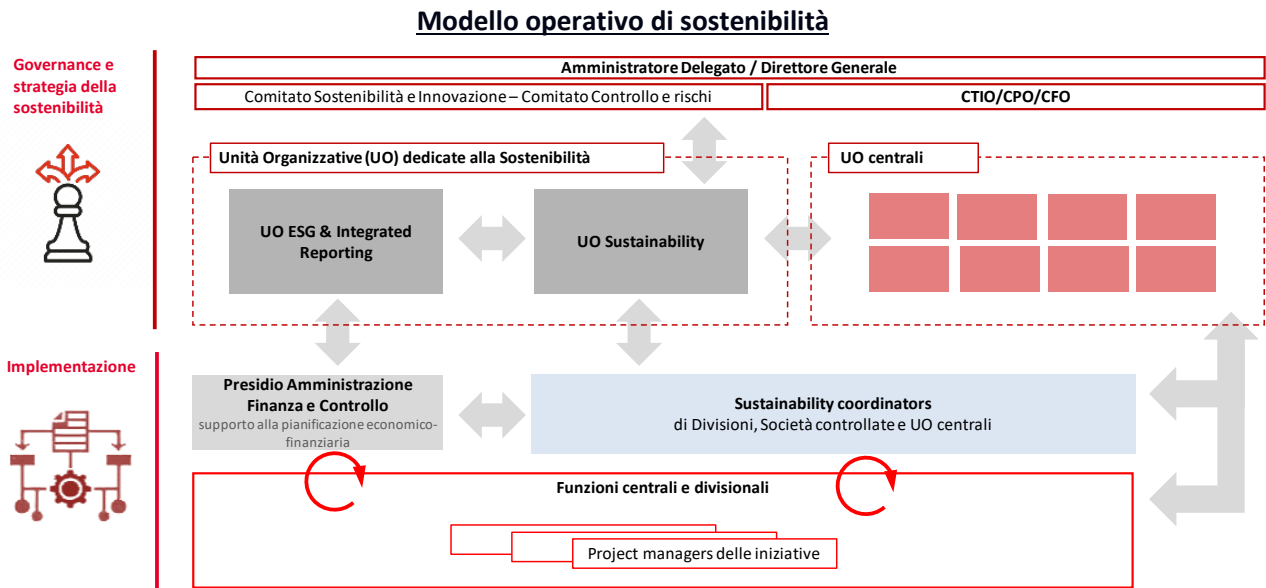 Modello operativo di sostenibilità
Governance e
strategia della
sostenibilità
Amministratore Delegato / Direttore Generale
Comitato Sostenibilità e Innovazione – Comitato Controllo e rischi
CTIO/CPO/CFO
Unità Organizzative (UO) dedicate alla Sostenibilità
UO centrali
UO ESG & Integrated
Reporting
UO Sustainability
Implementazione
Presidio Amministrazione
Finanza e Controllo
supporto alla pianificazione economico-
finanziaria
Sustainability coordinators
di Divisioni, Società controllate e UO centrali
Funzioni centrali e divisionali
Project managers delle iniziative